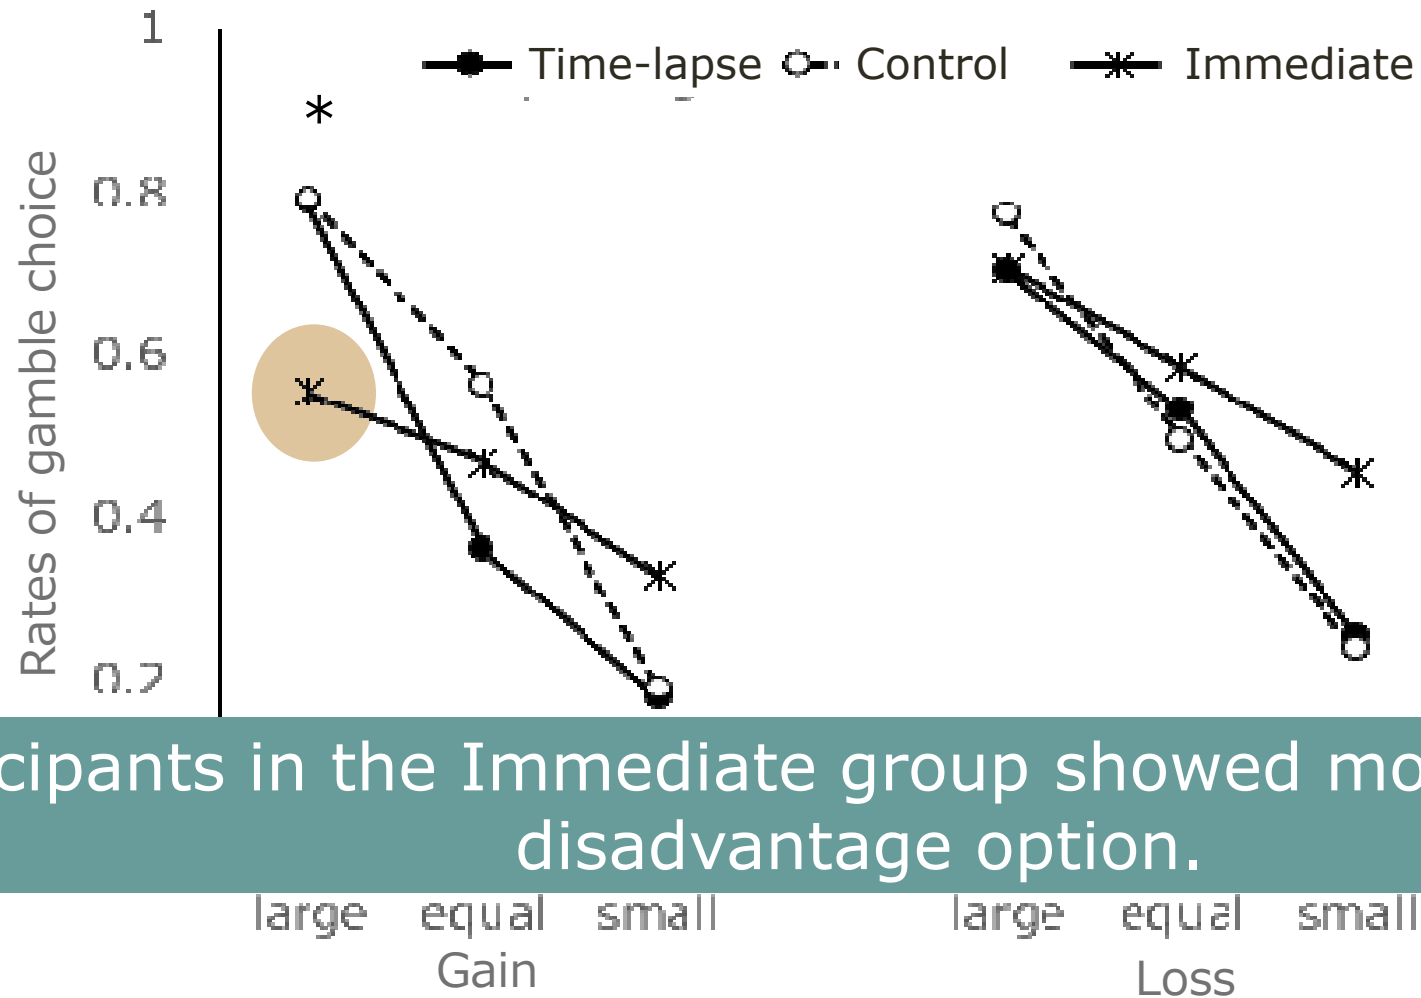 1
Time-lapse Control Immediate
*
0.8
0.6
0.4
0.2
Rates of gamble choice
cipants in the Immediate group showed mo
disadvantage option.
large equal small large equal small
Gain Loss